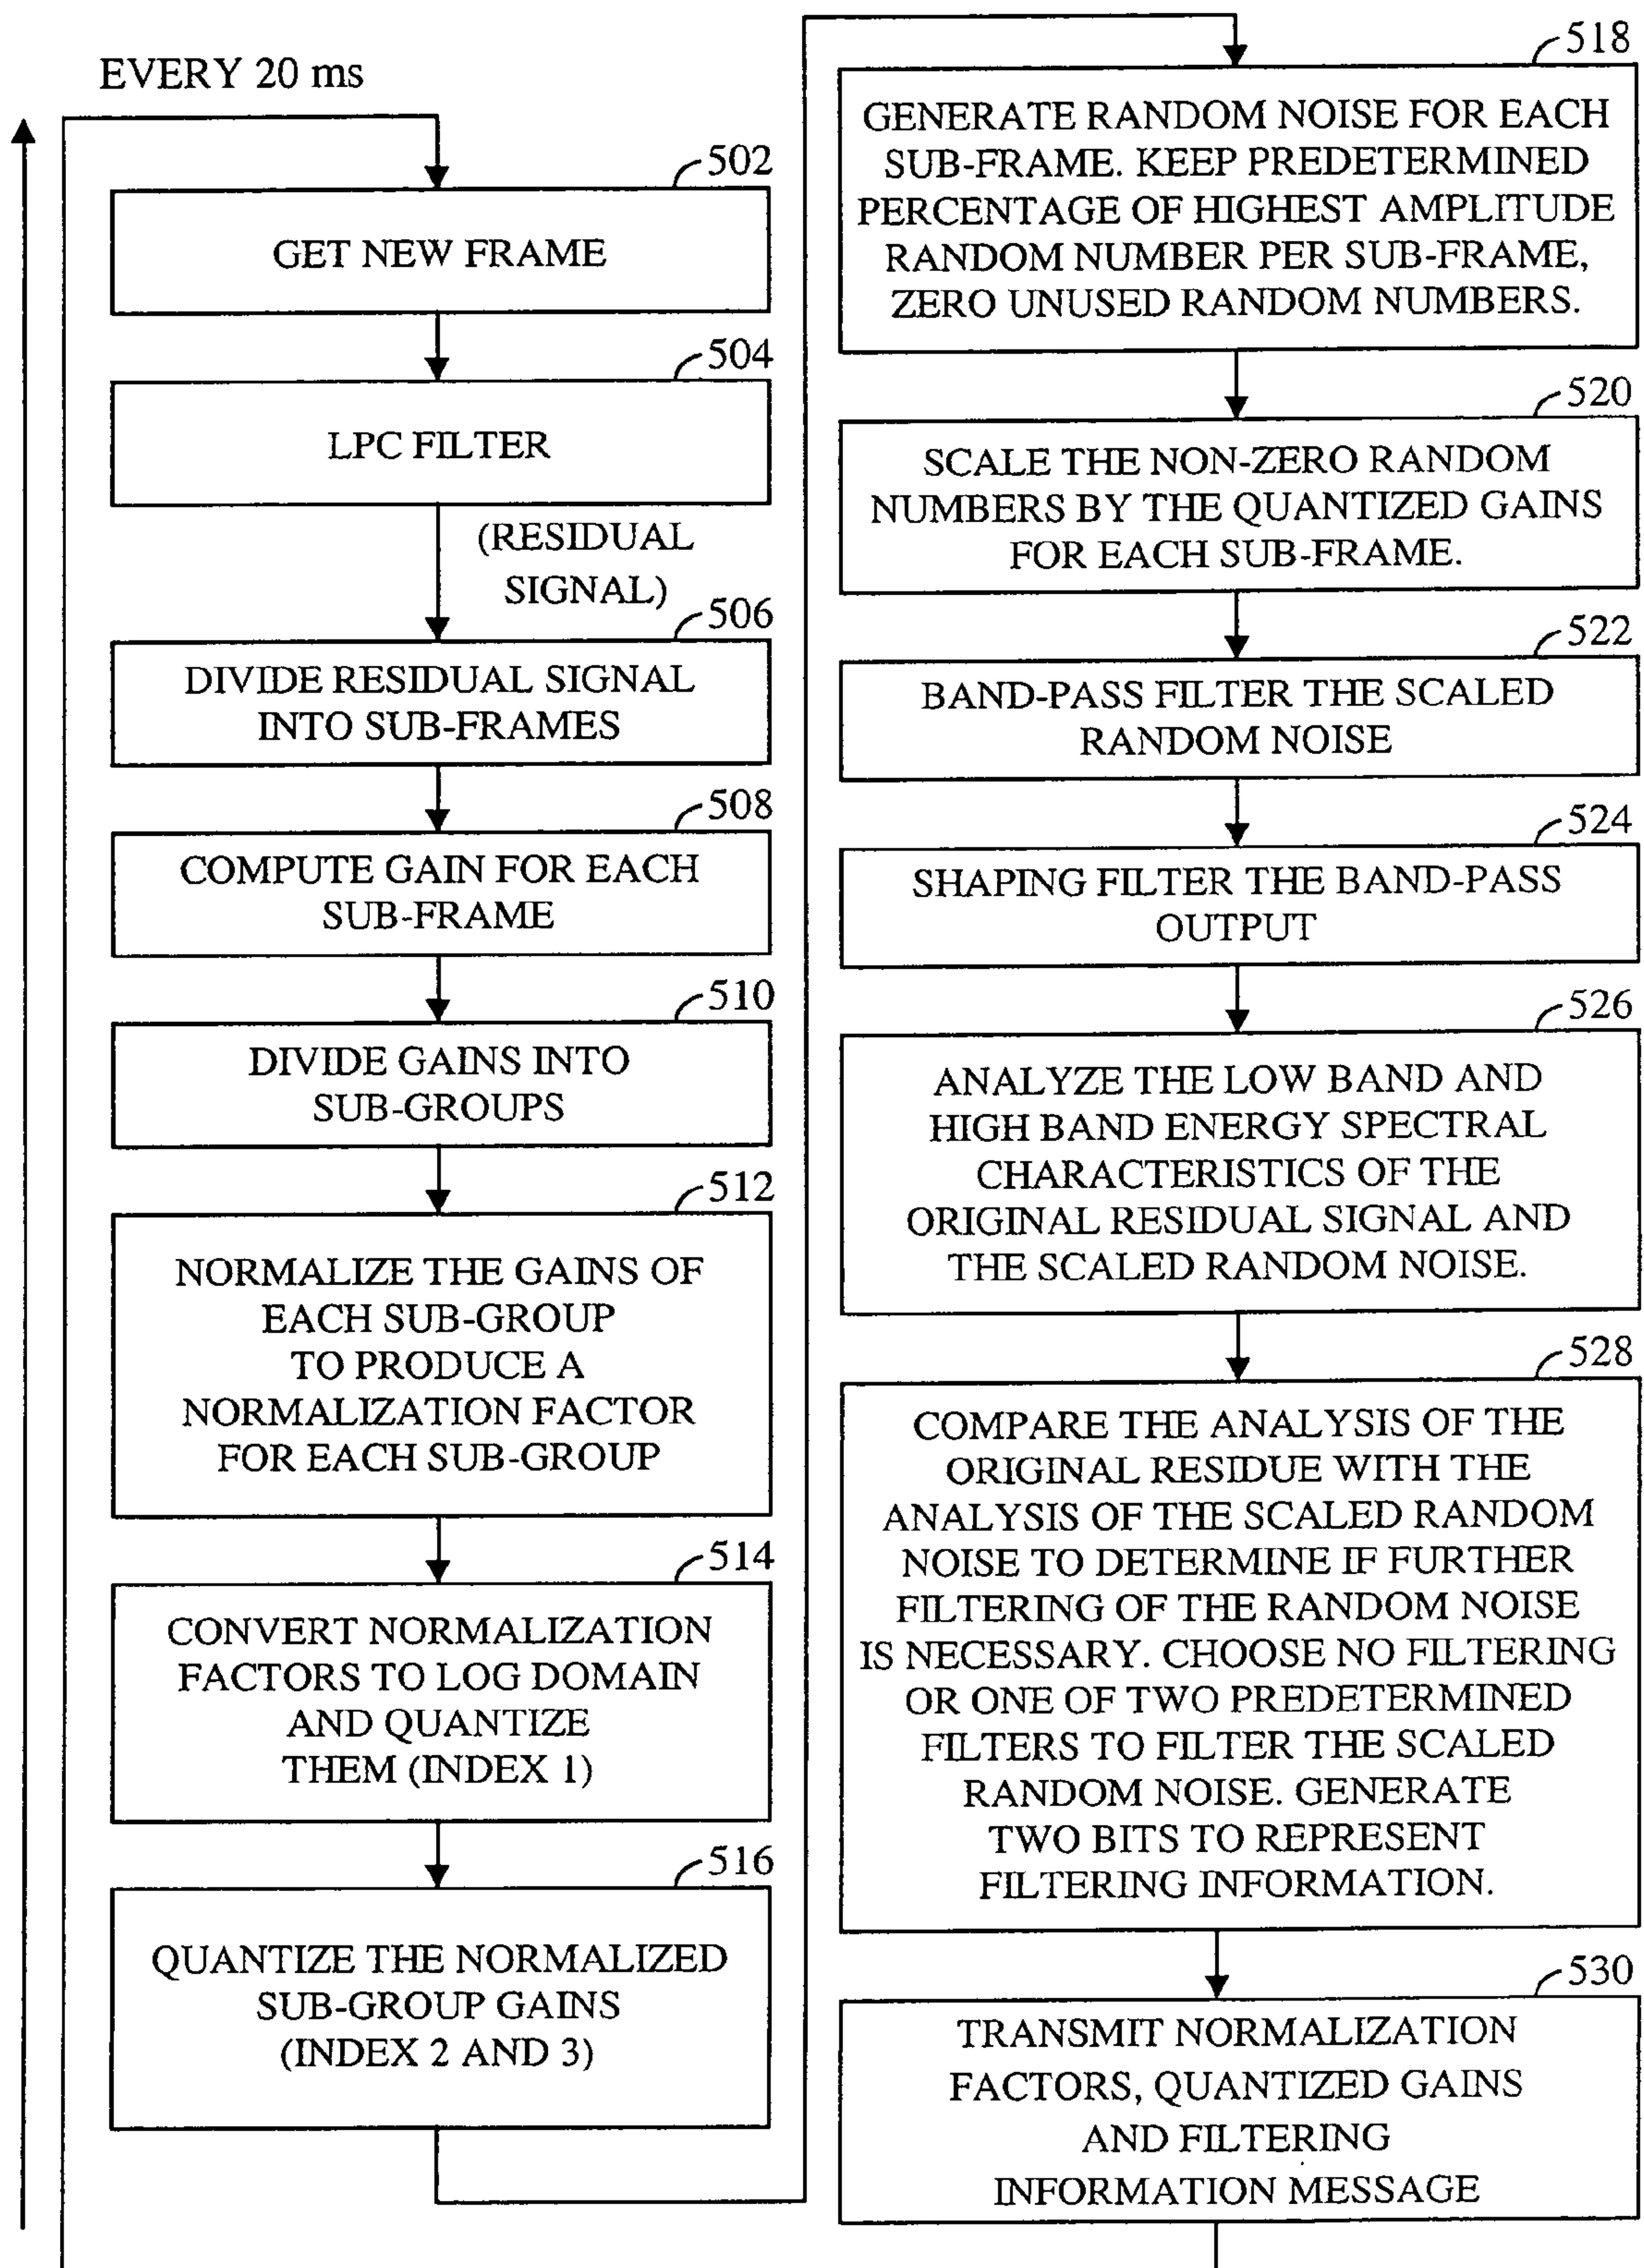 EVERY 20 ms
502
GET NEW FRAME
504
LPC FILTER
(RESIDUAL
SIGNAL)
506
DIVIDE RESIDUAL SIGNAL
INTO SUB-FRAMES
508
COMPUTE GAIN FOR EACH
SUB-FRAME
510
DIVIDE GAINS INTO
SUB-GROUPS
512
NORMALIZE THE GAINS OF
EACH SUB-GROUP
TO PRODUCE A
NORMALIZATION FACTOR
FOR EACH SUB-GROUP
514
CONVERT NORMALIZATION
FACTORS TO LOG DOMAIN
AND QUANTIZE
THEM (INDEX 1)
516
QUANTIZE THE NORMALIZED
SUB-GROUP GAINS
(INDEX 2 AND 3)
518
GENERATE RANDOM NOISE FOR EACH
SUB-FRAME. KEEP PREDETERMINED
PERCENTAGE OF HIGHEST AMPLITUDE
RANDOM NUMBER PER SUB-FRAME,
ZERO UNUSED RANDOM NUMBERS.
520
SCALE THE NON-ZERO RANDOM
NUMBERS BY THE QUANTIZED GAINS
FOR EACH SUB-FRAME.
522
BAND-PASS FILTER THE SCALED
RANDOM NOISE
524
SHAPING FILTER THE BAND-PASS
OUTPUT
526
ANALYZE THE LOW BAND AND
HIGH BAND ENERGY SPECTRAL
CHARACTERISTICS OF THE
ORIGINAL RESIDUAL SIGNAL AND
THE SCALED RANDOM NOISE.
528
COMPARE THE ANALYSIS OF THE
ORIGINAL RESIDUE WITH THE
ANALYSIS OF THE SCALED RANDOM
NOISE TO DETERMINE IF FURTHER
FILTERING OF THE RANDOM NOISE
IS NECESSARY. CHOOSE NO FILTERING
OR ONE OF TWO PREDETERMINED
FILTERS TO FILTER THE SCALED
RANDOM NOISE. GENERATE
TWO BITS TO REPRESENT
FILTERING INFORMATION.
530
TRANSMIT NORMALIZATION
FACTORS, QUANTIZED GAINS
AND FILTERING
INFORMATION MESSAGE